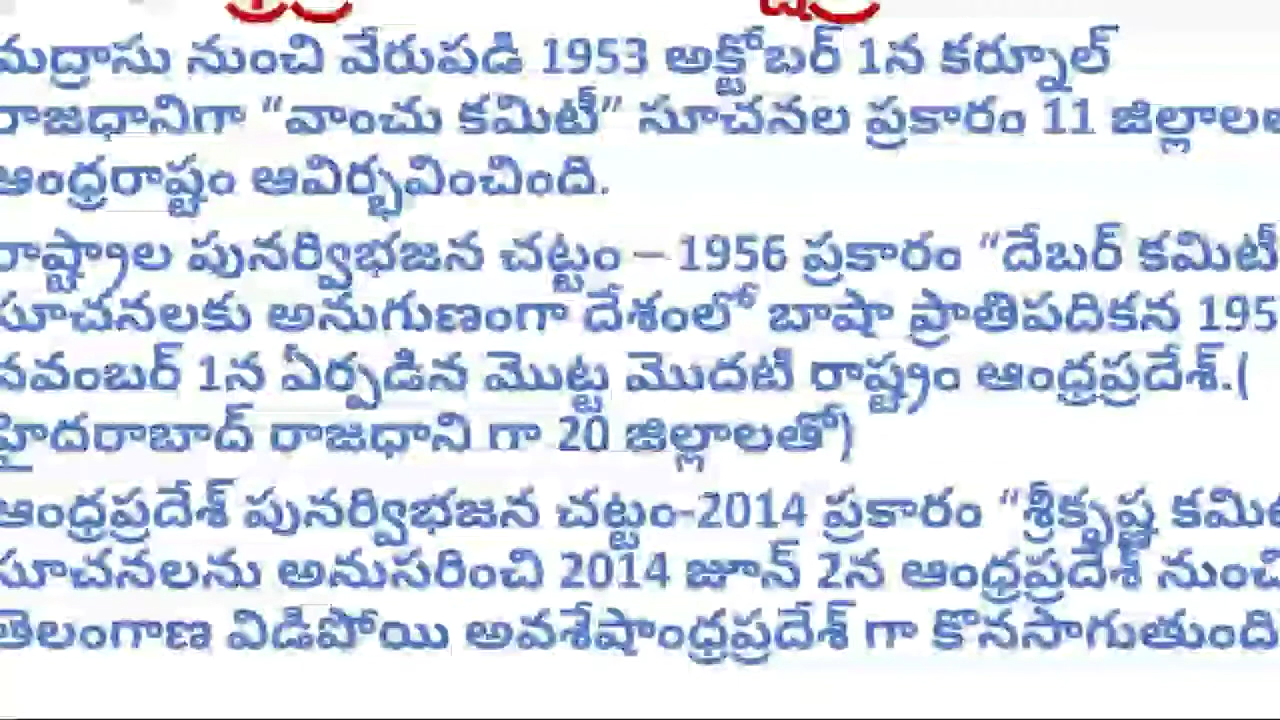 మద్రాసు నుంచి వేరుపడి 1953 అక్టోబర్ 1న కర్నూల్
రాజధానిగా “వాంచు కమిటీ” సూచనల ప్రకారం 11
ఆంధ్రరాష్టం ఆవిర్భవించింది.
రాష్ట్రాల పునర్విభజన చట్టం – 1956 ప్రకారం “దేబర్ కమిటీ
సూచనలకు అనుగుణంగా దేశంలో బాషా ప్రాతిపదికన
నవంబర్ 1న ఏర్పడిన మొట్ట మొదటి రాష్ట్రం ఆంధ్రప్రదేశ్.(
హైదరాబాద్ రాజధాని గా 20 జిల్లాలతో)
ఆంధ్రప్రదేశ్ పునర్విభజన చట్టం-2014 ప్రకారం “శ్రీకృష్ణ
సూచనలను అనుసరించి 2014 జూన్ 2న ఆంధ్రప్రదేశ్ నుంచి
తెలంగాణ విడిపోయి అవశేషాంధ్రప్రదేశ్ గా కొనసాగుతుంది